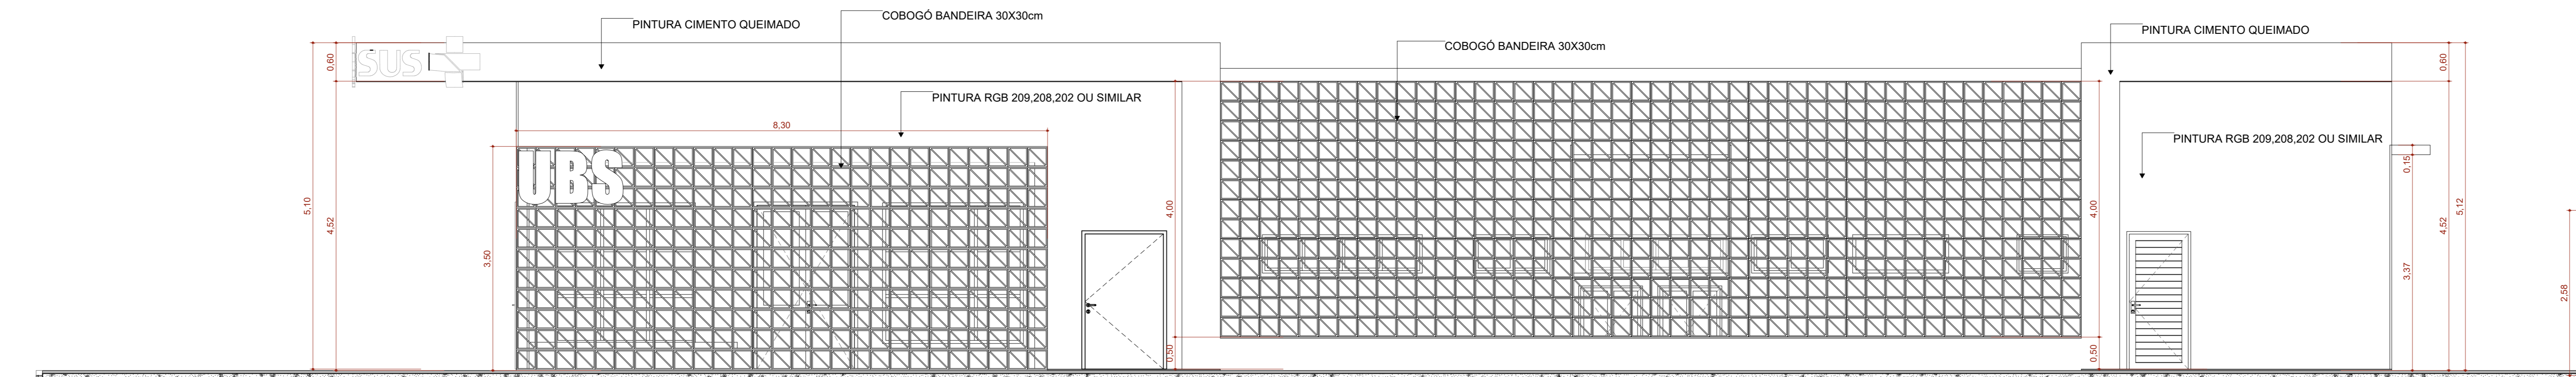 PINTURA CIMENTO QUEIMADO
COBOGÓ BANDEIRA 30X30cm
COBOGÓ BANDEIRA 30X30cm
PINTURA CIMENTO QUEIMADO
SUS
0,60
0,60
PINTURA RGB 209,208,202 OU SIMILAR
8,30
PINTURA RGB 209,208,202 OU SIMILAR
UBS
0,15
5,10
4,52
3,50
4,00
4,00
3,37
4,52
5,12
2,58
0,50
0,50